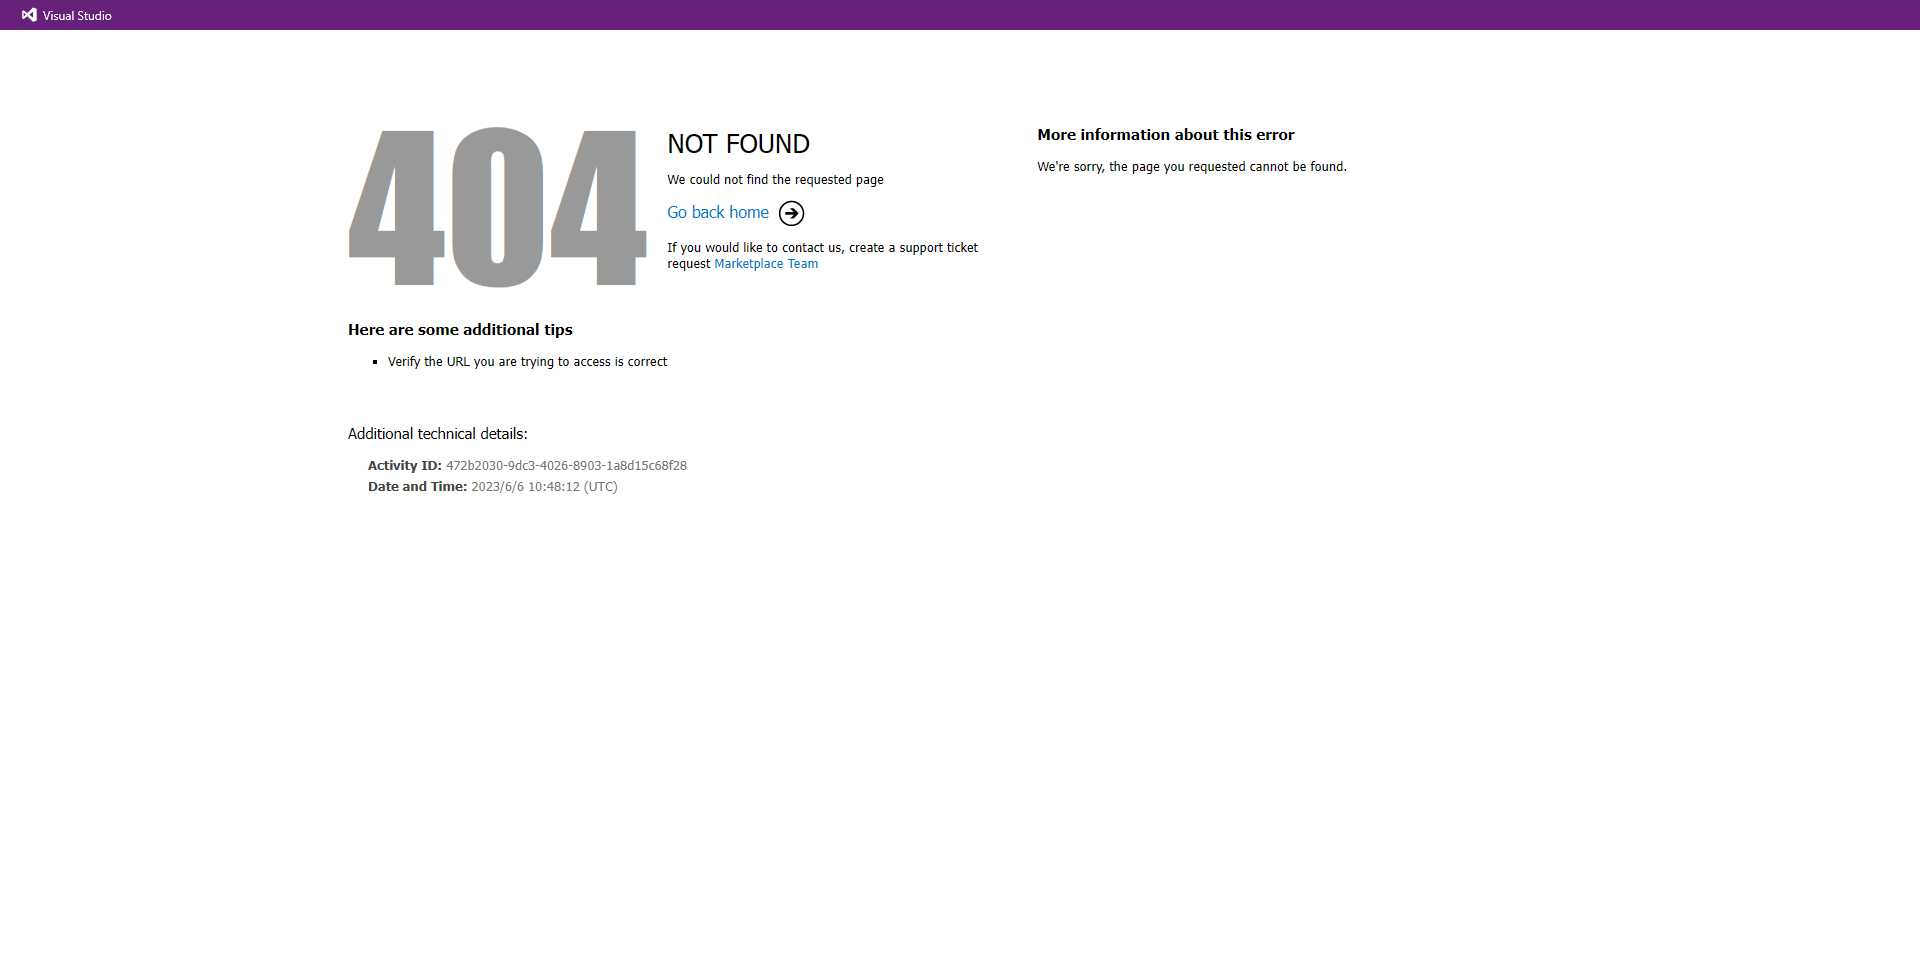 Visual Studio
404
NOT FOUND
We could not find the requested page
Go back home
If you would like to contact us, create a support ticket
request Marketplace Team
More information about this error
We're sorry, the page you requested cannot be found.
Here are some additional tips
Verify the URL you are trying to access is correct
Additional technical details:
Activity ID: 472b2030-9dc3-4026-8903-1a8d15c68f28
Date and Time: 2023/6/6 10:48:12 (UTC)